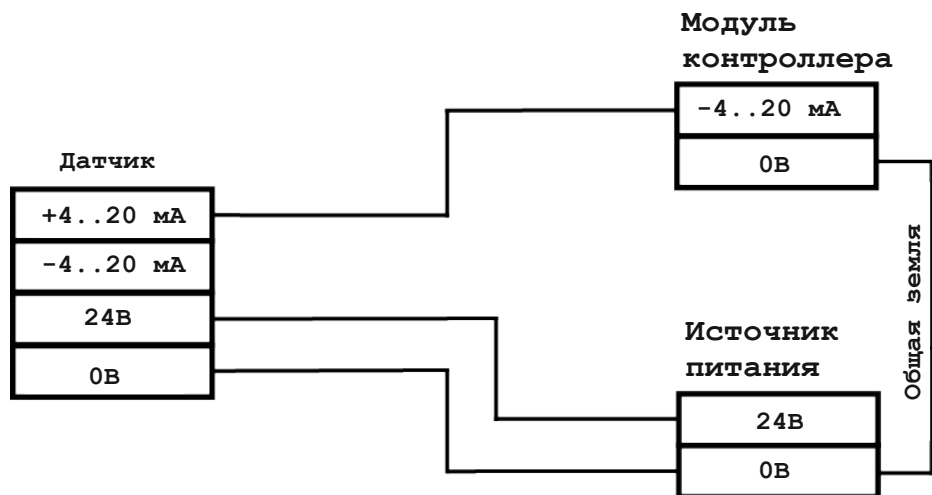 Модуль
контроллера
-4..20 мА
0В
Датчик
+4..20 мА
-4..20 мА
24В
0В
Источник
питания
24В
0В
Общая земля